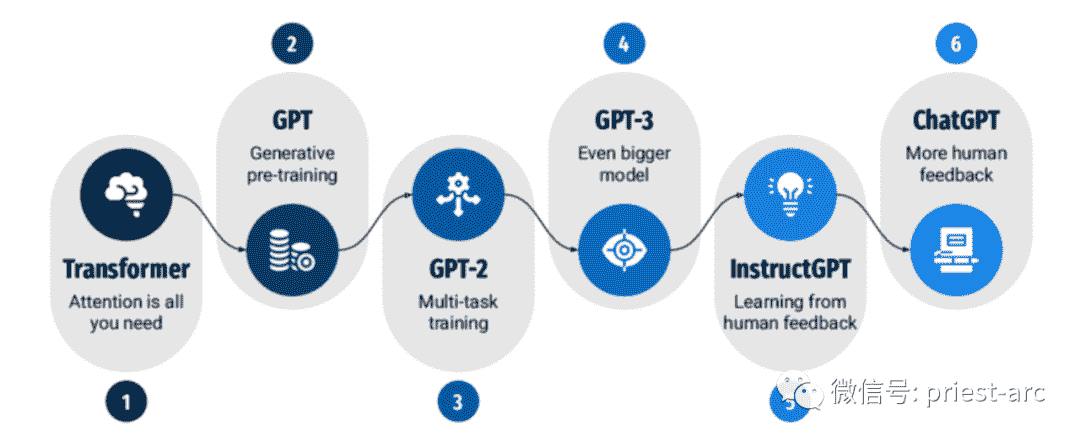 1
Transformer
Attention is all
you need
2
GPT
Generative
pre-training
3
GPT-2
Multi-task
training
4
GPT-3
Even bigger
model
5
InstructGPT
Learning from
human feedback
6
ChatGPT
More human
feedback
微信号: priest-arc